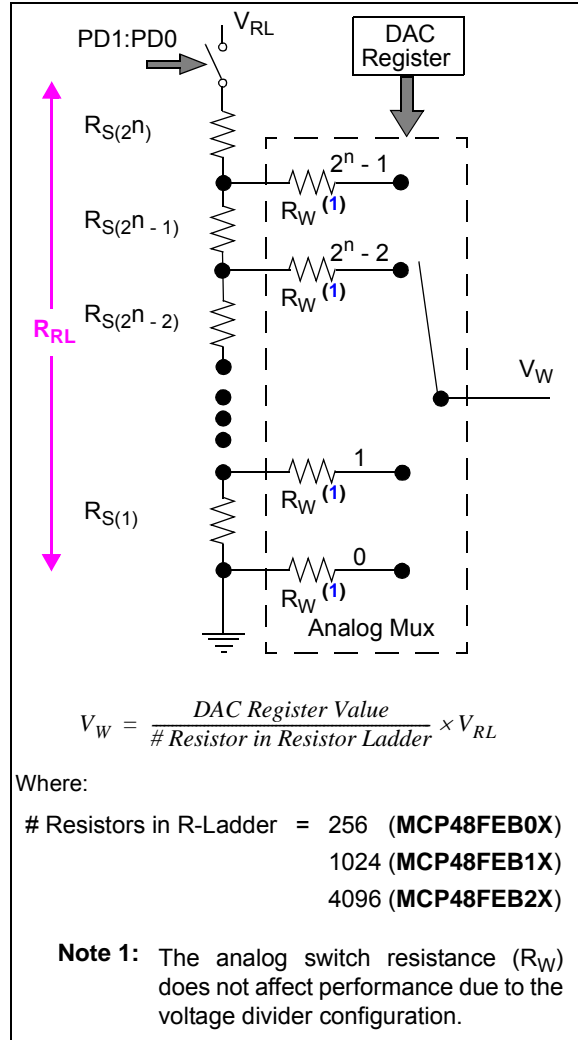 V_RL
PD1:PD0
DAC
Register
R_S(2^n)
2^n - 1
R_W (1)
R_S(2^n - 1)
2^n - 2
R_W (1)
R_S(2^n - 2)
R_RL
V_W
1
R_W (1)
R_S(1)
0
R_W (1)
Analog Mux
V_W = DAC Register Value / # Resistor in Resistor Ladder × V_RL
Where:
# Resistors in R-Ladder = 256 (MCP48FEB0X)
1024 (MCP48FEB1X)
4096 (MCP48FEB2X)
Note 1: The analog switch resistance (R_W)
does not affect performance due to the
voltage divider configuration.